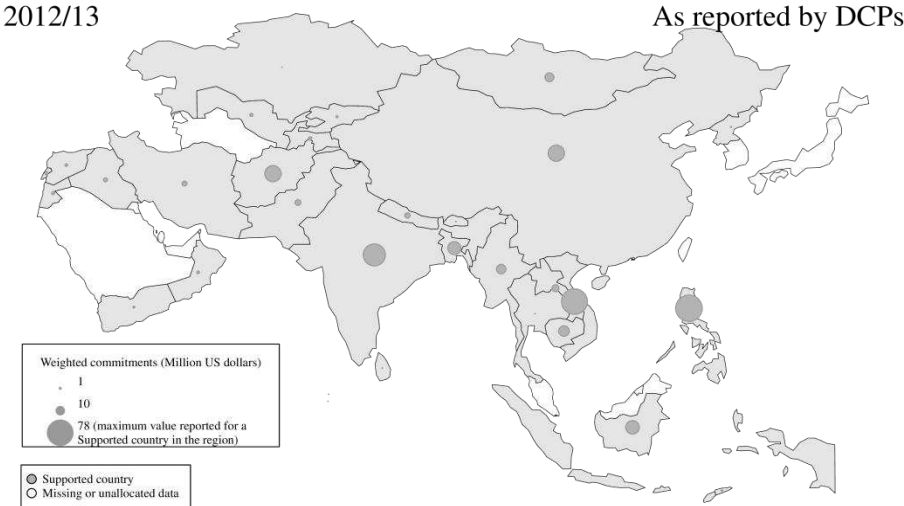 2012/13
As reported by DCPs
Weighted commitments (Million US dollars)
1
10
78 (maximum value reported for a
Supported country in the region)
Supported country
Missing or unallocated data